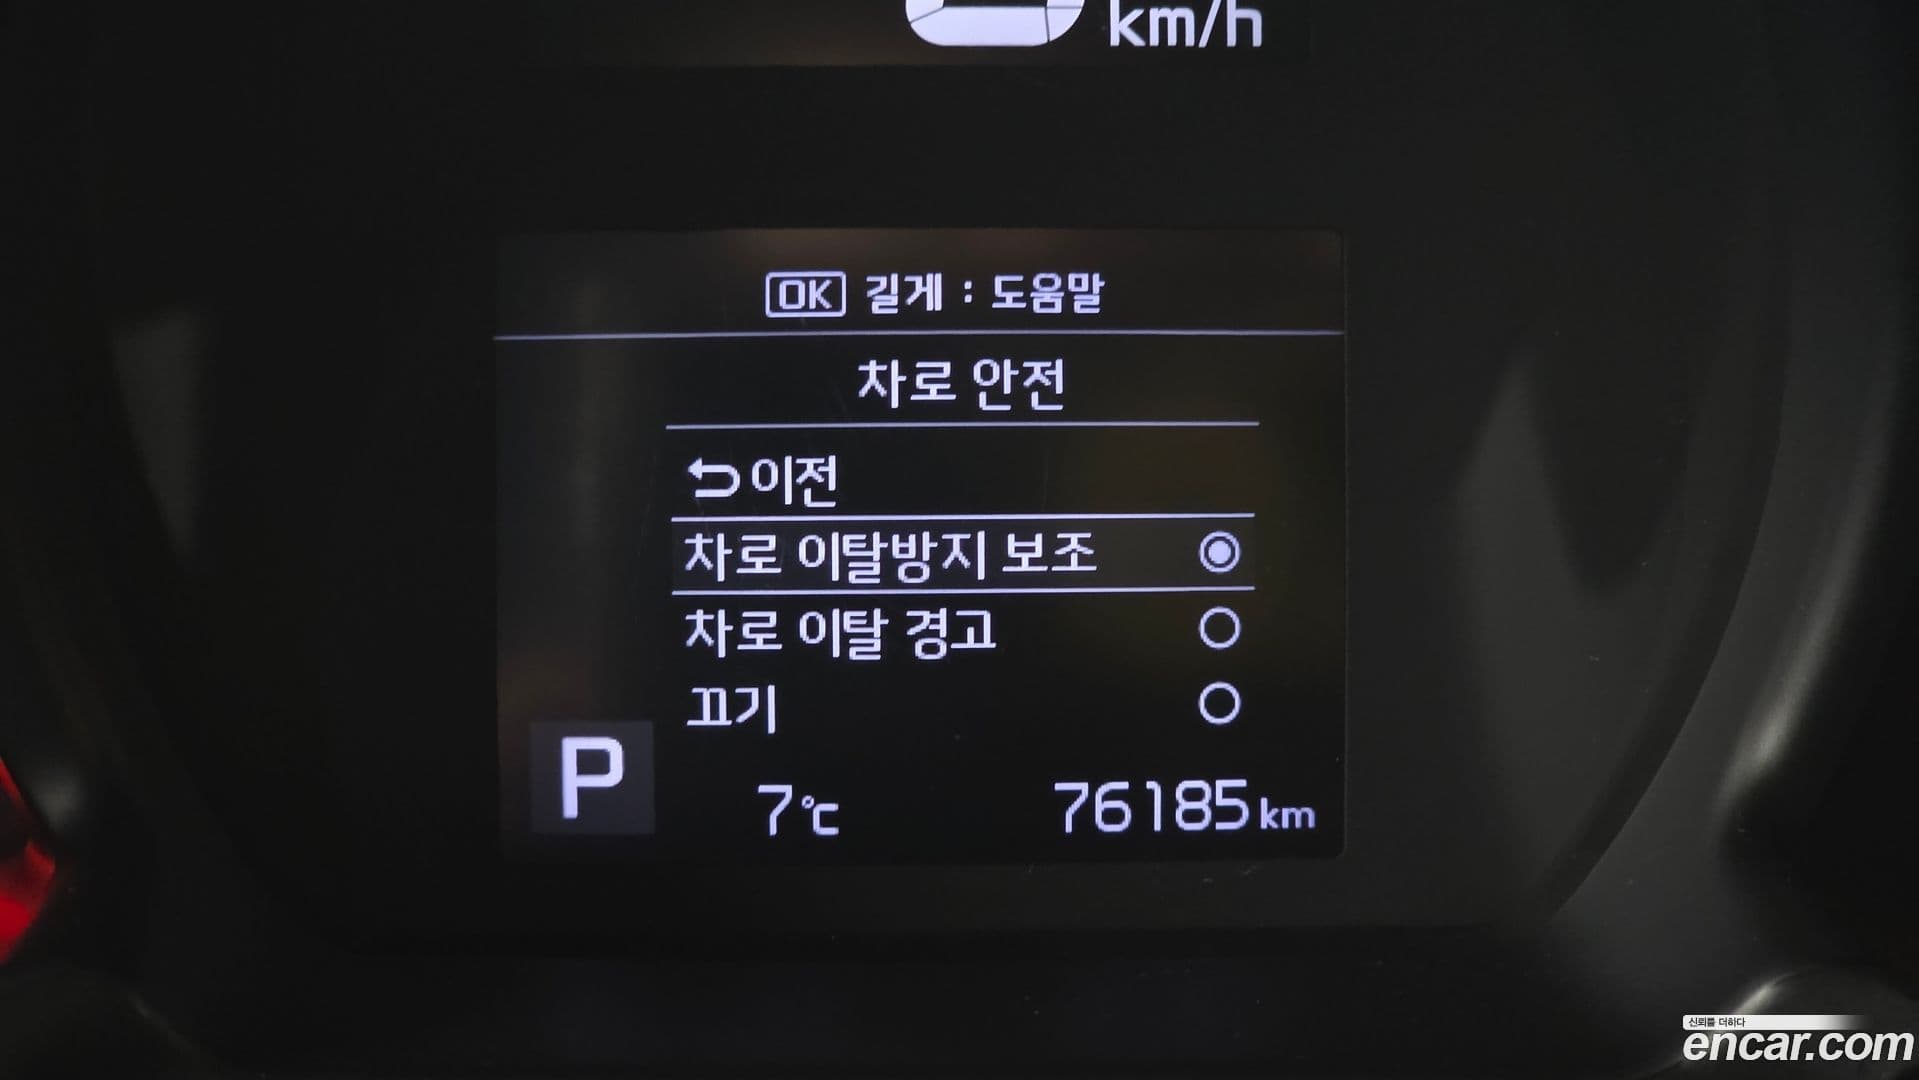 km/h
OK 길게 : 도움말
차로 안전
이전
차로 이탈방지 보조
차로 이탈 경고
끄기
P
7℃ 76185 km
신뢰를 더하다
encar.com